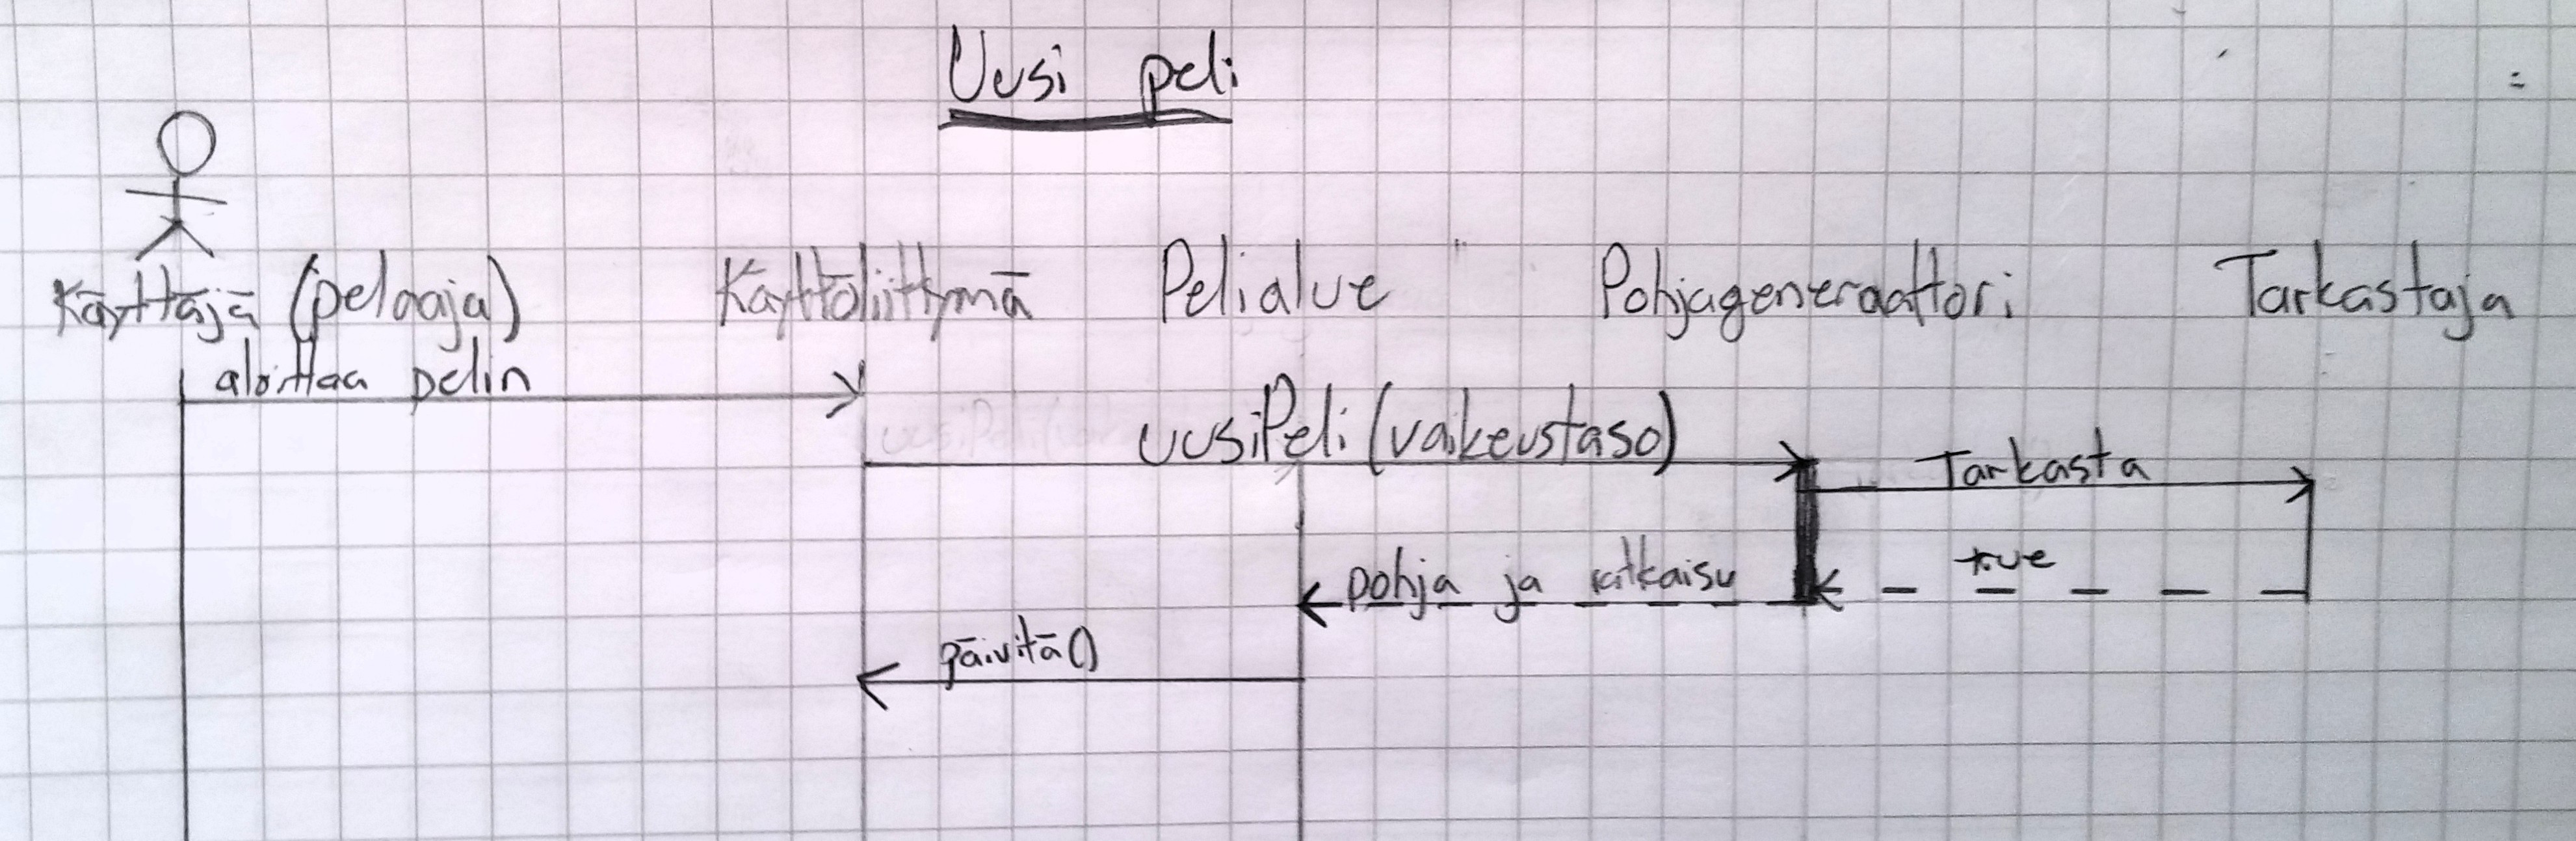 Uusi peli
Käyttäjä (pelaaja) Käyttöliittymä Pelialue Pohjageneraattori Tarkastaja
aloittaa pelin
uusiPeli(vaikeustaso)
Tarkasta
true
pohja ja ratkaisu
päivitä()